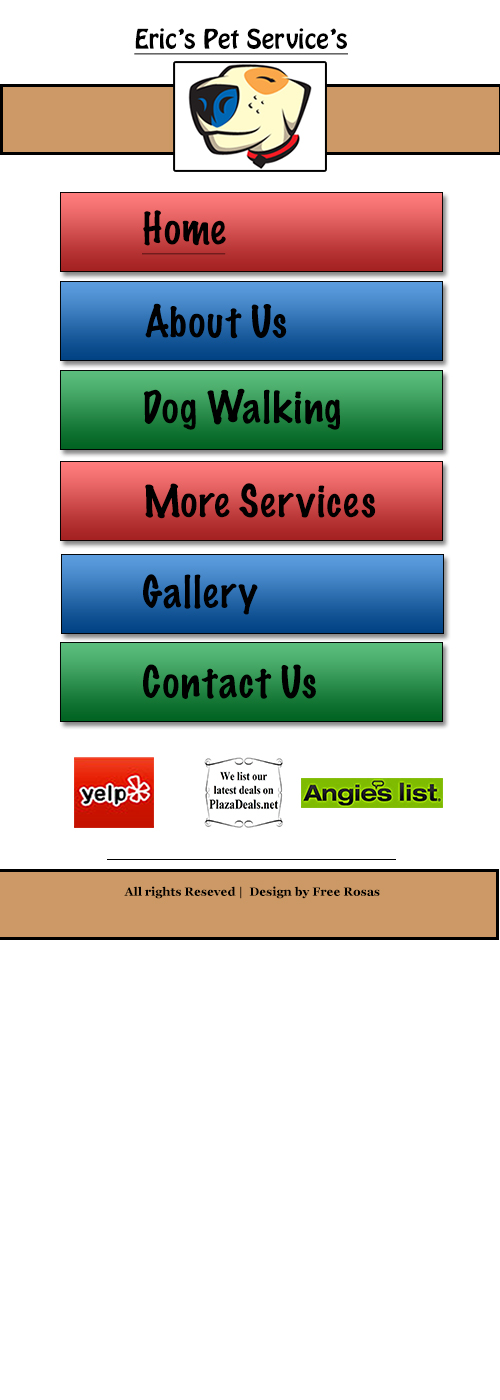 Eric's Pet Service's
Home
About Us
Dog Walking
More Services
Gallery
Contact Us
yelp
We list our
latest deals on
PlazaDeals.net
Angie's list.
All rights Reseved | Design by Free Rosas